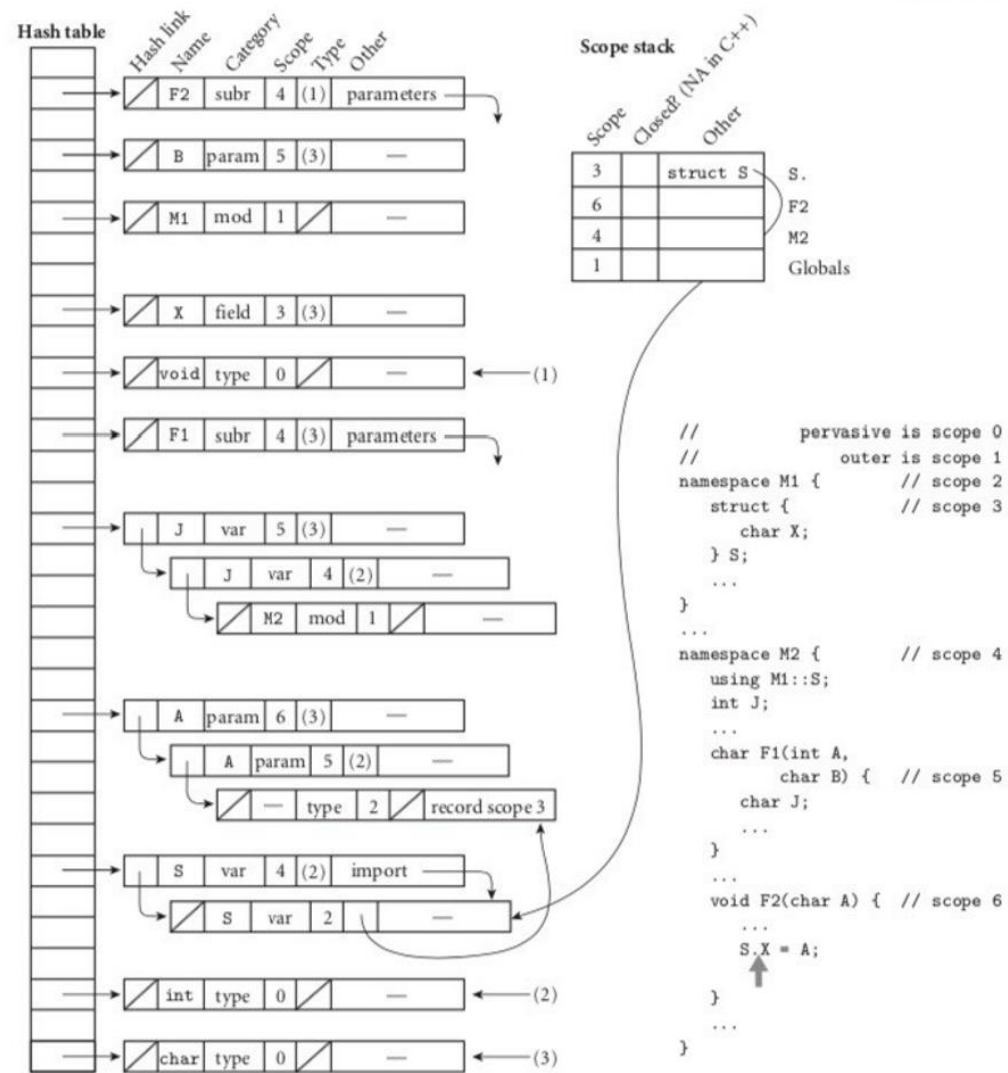 Hash table
Hash link Name Category Scope Type Other
F2 subr 4 (1) parameters
B param 5 (3) —
M1 mod 1 —
X field 3 (3) —
void type 0 — (1)
F1 subr 4 (3) parameters
J var 5 (3) —
J var 4 (2) —
M2 mod 1 —
A param 6 (3) —
A param 5 (2) —
— type 2 record scope 3
S var 4 (2) import
S var 2 —
int type 0 — (2)
char type 0 — (3)
Scope stack
Scope Closed? (NA in C++) Other
3 struct S S.
6 F2
4 M2
1 Globals
// pervasive is scope 0
// outer is scope 1
namespace M1 { // scope 2
struct { // scope 3
char X;
} S;
...
}
...
namespace M2 { // scope 4
using M1::S;
int J;
...
char F1(int A,
char B) { // scope 5
char J;
...
}
...
void F2(char A) { // scope 6
...
S.X = A;
}
...
}